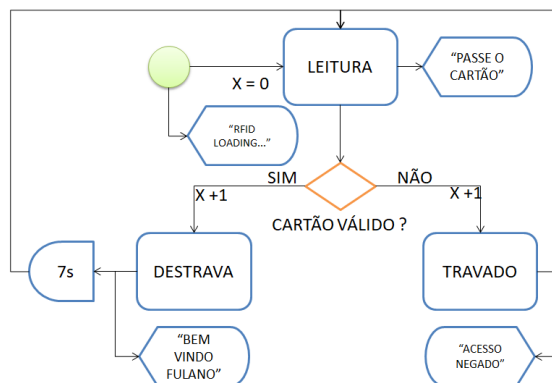 LEITURA
“PASSE O
CARTÃO”
X = 0
“RFID
LOADING...”
SIM
NÃO
X +1
X +1
CARTÃO VÁLIDO ?
7s
DESTRAVA
TRAVADO
“BEM
VINDO
FULANO”
“ACESSO
NEGADO”